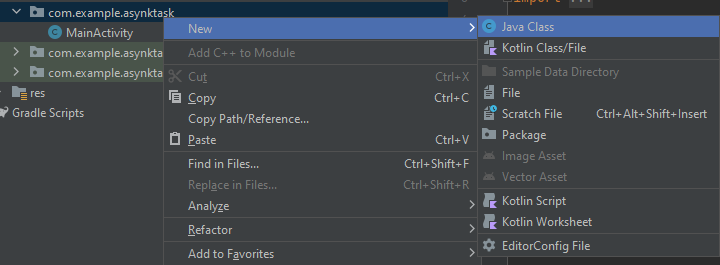 com.example.asynktask
MainActivity
com.example.asynkta
com.example.asynkta
res
Gradle Scripts
New
Add C++ to Module
Cut Ctrl+X
Copy Ctrl+C
Copy Path/Reference...
Paste Ctrl+V
Find in Files... Ctrl+Shift+F
Replace in Files... Ctrl+Shift+R
Analyze
Refactor
Add to Favorites
Java Class
Kotlin Class/File
Sample Data Directory
File
Scratch File Ctrl+Alt+Shift+Insert
Package
Image Asset
Vector Asset
Kotlin Script
Kotlin Worksheet
EditorConfig File